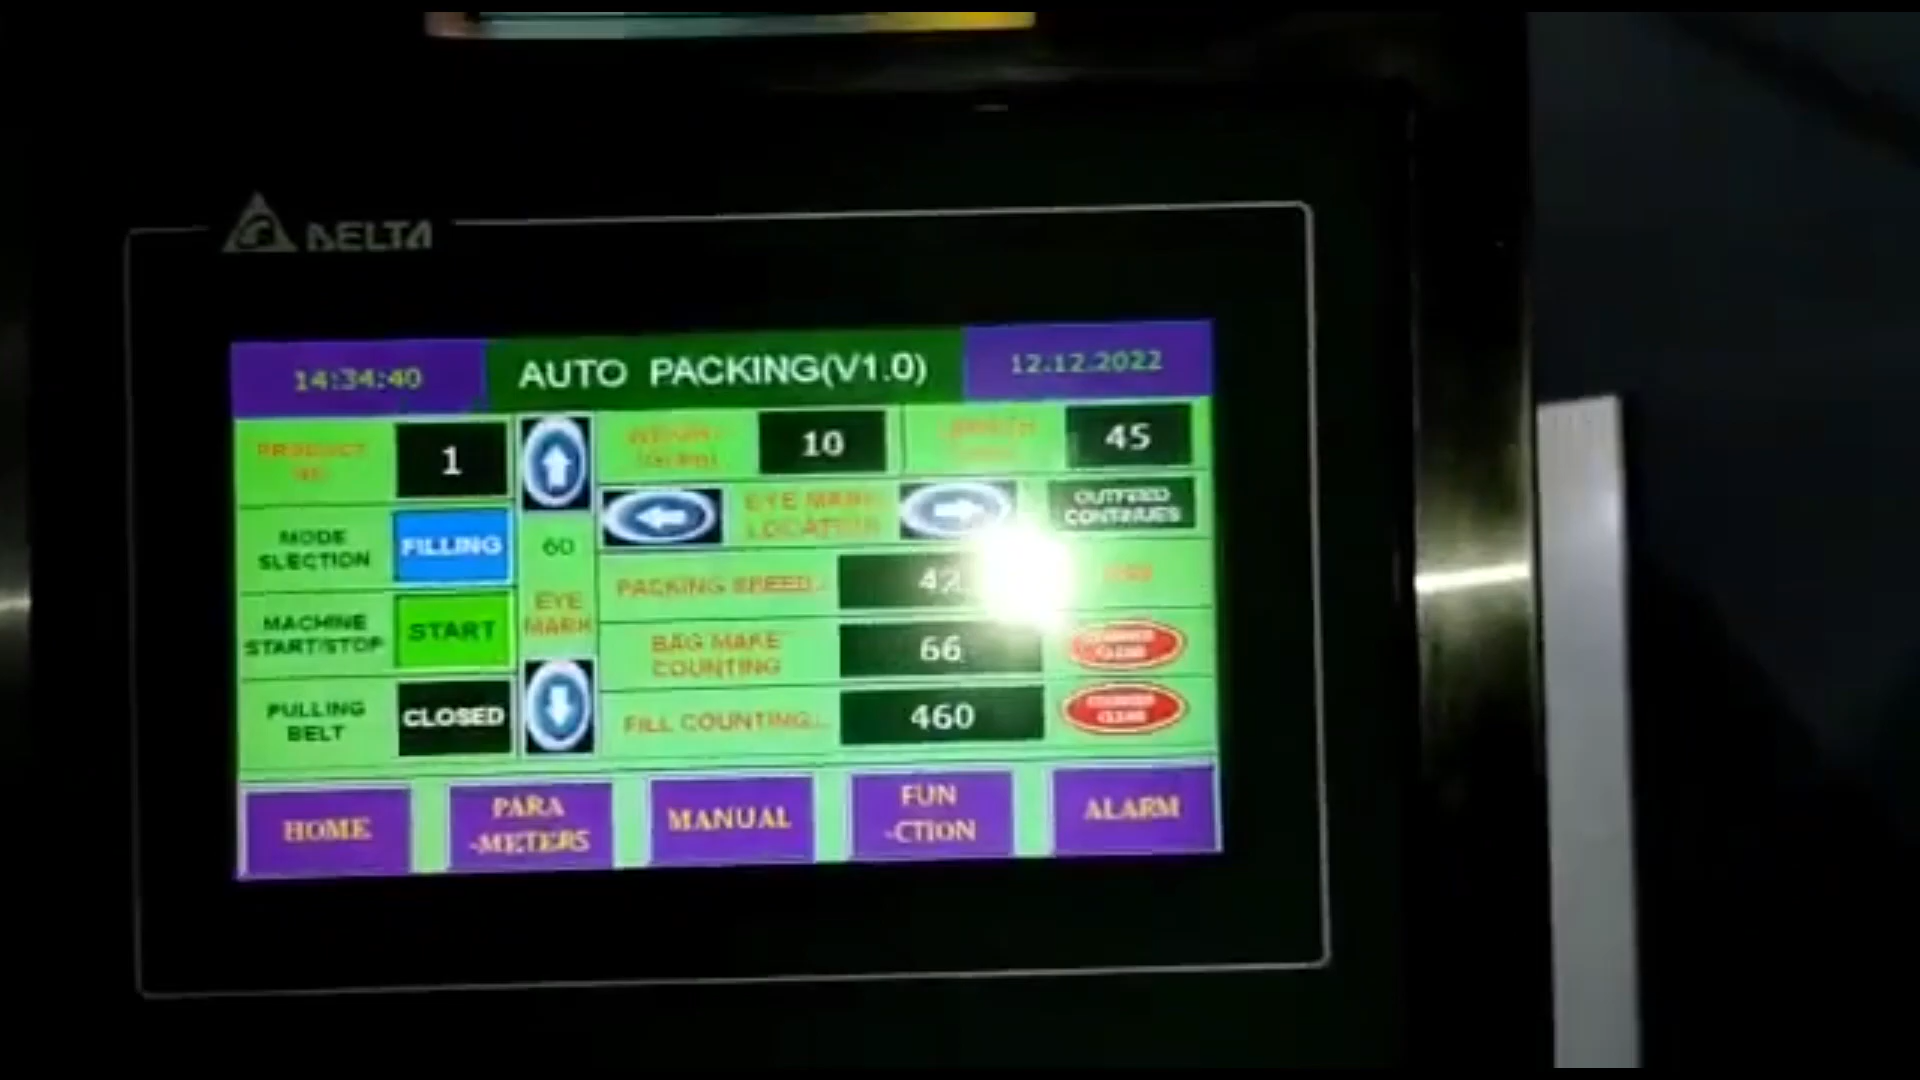 DELTA
14:34:40
AUTO PACKING(V1.0)
12.12.2022
PRODUCT
1
10
45
MODE
SLECTION
FILLING
60
EYE
MARK
EYE MARK
LOCATION
OUTFEED
CONTINUES
PACKING SPEED..
42
MACHINE
START/STOP
START
BAG MAKE
COUNTING
66
PULLING
BELT
CLOSED
FILL COUNTING..
460
HOME
PARA
-METERS
MANUAL
FUN
-CTION
ALARM